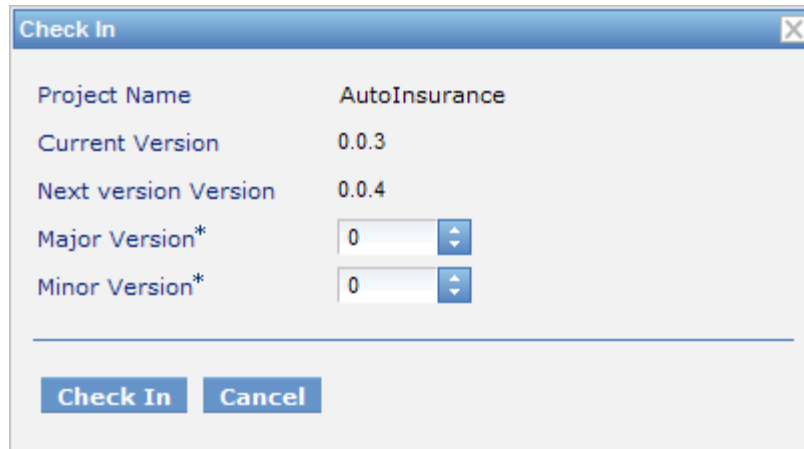 Check In
Project Name AutoInsurance
Current Version 0.0.3
Next version Version 0.0.4
Major Version* 0
Minor Version* 0
Check In Cancel